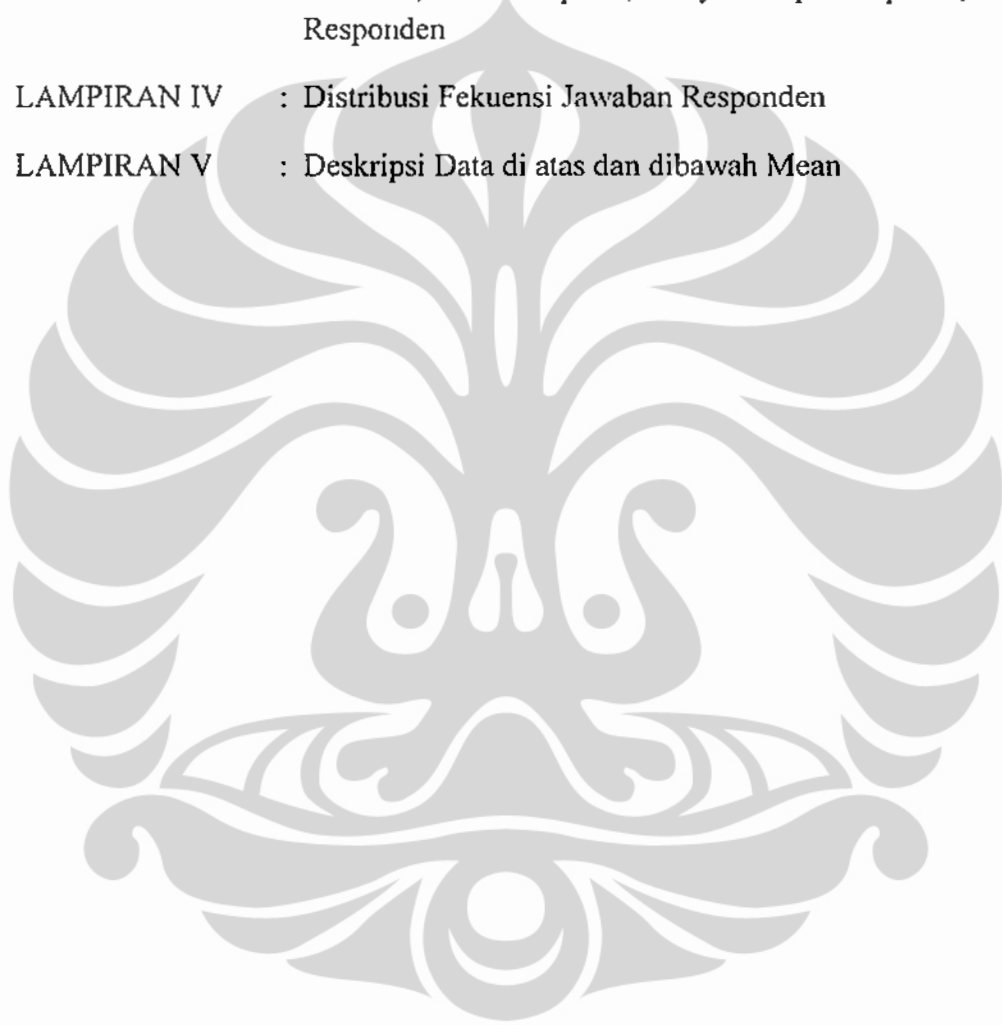 Responden
LAMPIRAN IV : Distribusi Fekuensi Jawaban Responden
LAMPIRAN V : Deskripsi Data di atas dan dibawah Mean